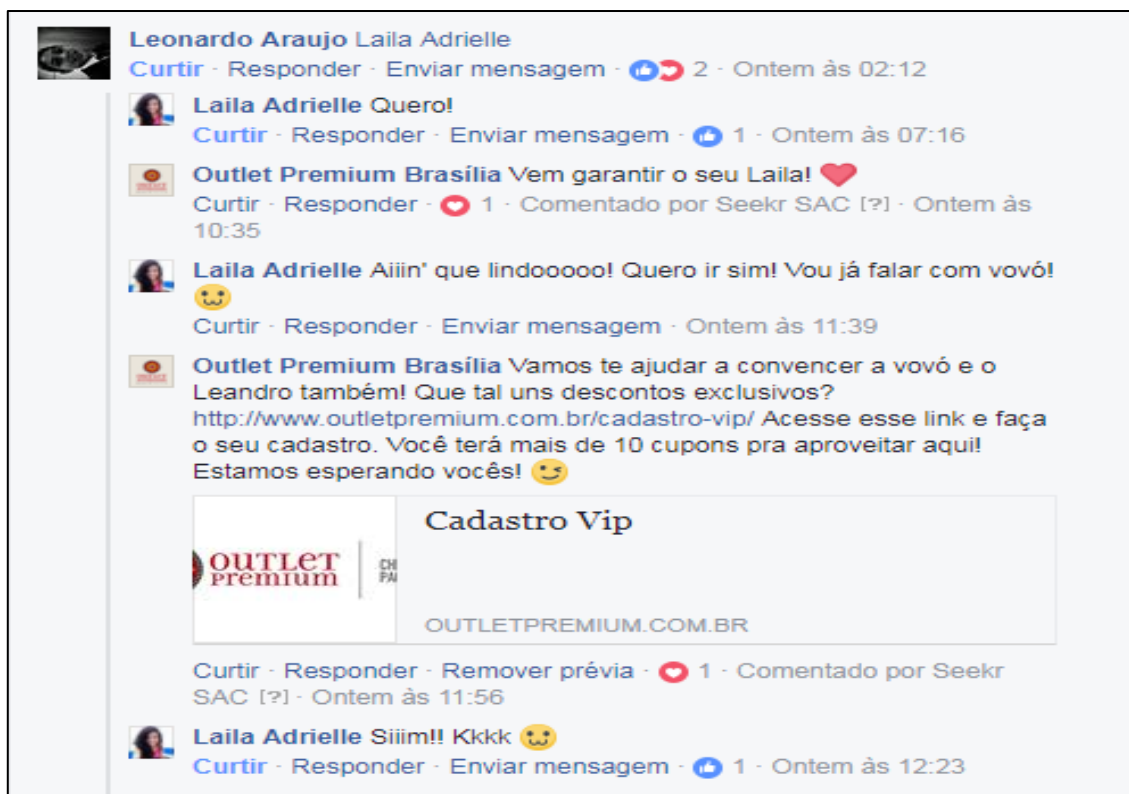 Leonardo Araujo Laila Adrielle
Curtir · Responder · Enviar mensagem · 2 · Ontem às 02:12
Laila Adrielle Quero!
Curtir · Responder · Enviar mensagem · 1 · Ontem às 07:16
Outlet Premium Brasília Vem garantir o seu Laila! ❤
Curtir · Responder · 1 · Comentado por Seekr SAC [?] · Ontem às
10:35
Laila Adrielle Aiiin' que lindooooo! Quero ir sim! Vou já falar com vovó!
Curtir · Responder · Enviar mensagem · Ontem às 11:39
Outlet Premium Brasília Vamos te ajudar a convencer a vovó e o
Leandro também! Que tal uns descontos exclusivos?
http://www.outletpremium.com.br/cadastro-vip/ Acesse esse link e faça
o seu cadastro. Você terá mais de 10 cupons pra aproveitar aqui!
Estamos esperando vocês! 😉
Cadastro Vip
OUTLET
PREMIUM
CH
PA
OUTLETPREMIUM.COM.BR
Curtir · Responder · Remover prévia · 1 · Comentado por Seekr
SAC [?] · Ontem às 11:56
Laila Adrielle Siiim!! Kkkk
Curtir · Responder · Enviar mensagem · 1 · Ontem às 12:23